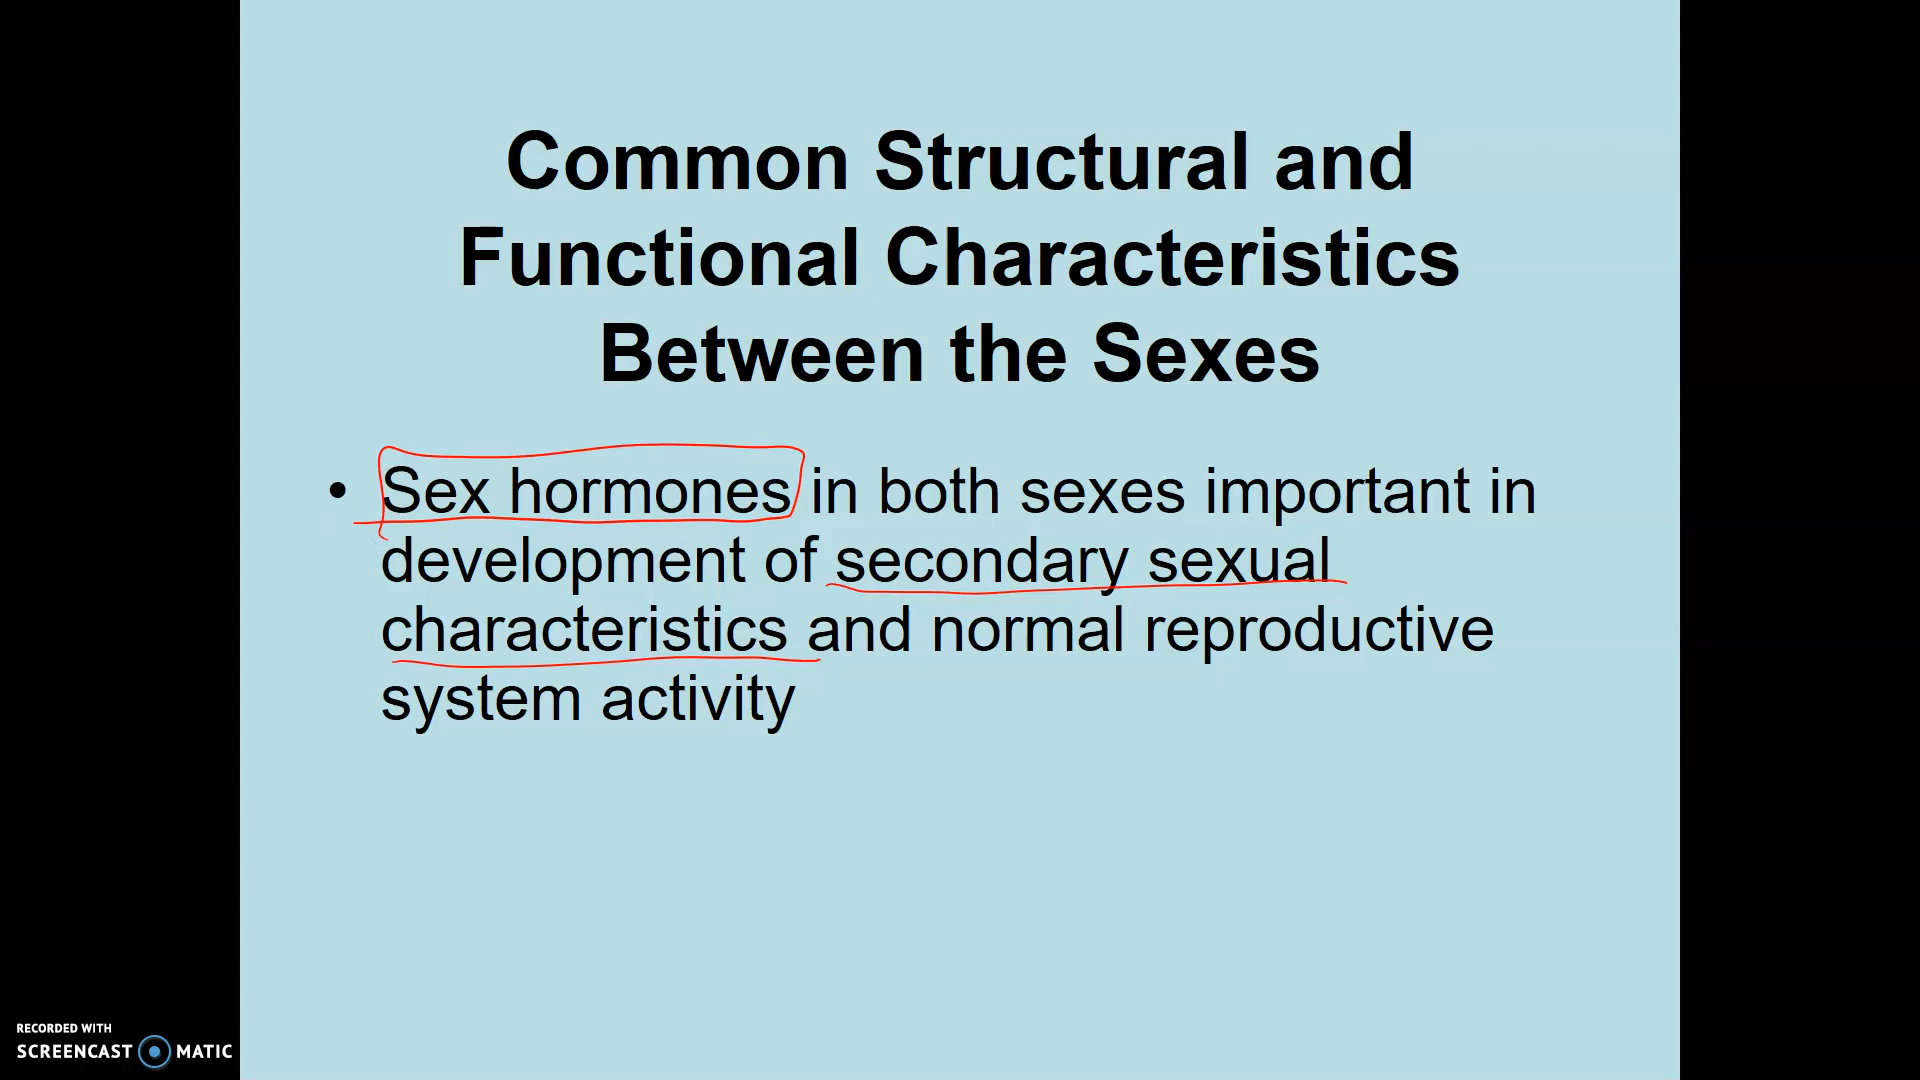 Common Structural and
Functional Characteristics
Between the Sexes
• Sex hormones in both sexes important in
development of secondary sexual
characteristics and normal reproductive
system activity
RECORDED WITH
SCREENCAST MATIC